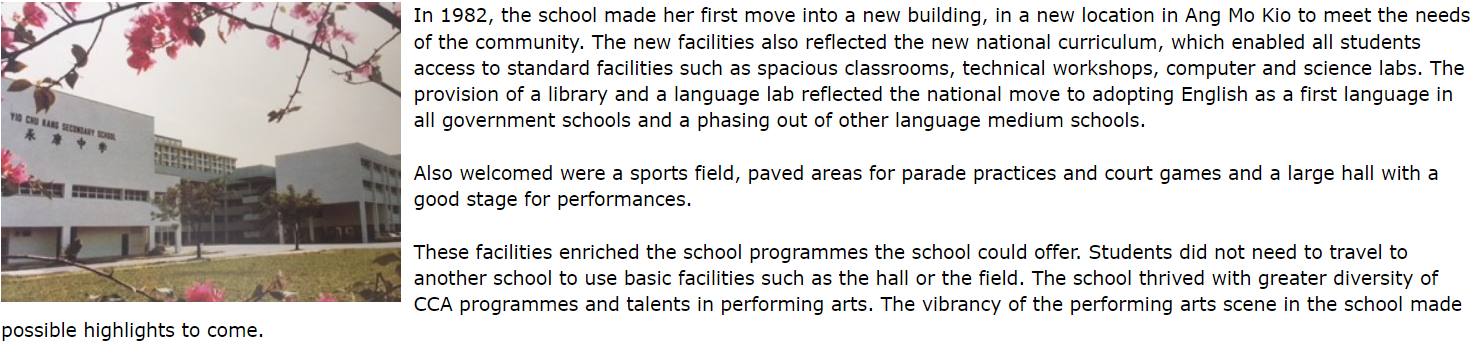 YIO CHU KANG SECONDARY SCHOOL
永康中学
In 1982, the school made her first move into a new building, in a new location in Ang Mo Kio to meet the needs
of the community. The new facilities also reflected the new national curriculum, which enabled all students
access to standard facilities such as spacious classrooms, technical workshops, computer and science labs. The
provision of a library and a language lab reflected the national move to adopting English as a first language in
all government schools and a phasing out of other language medium schools.
Also welcomed were a sports field, paved areas for parade practices and court games and a large hall with a
good stage for performances.
These facilities enriched the school programmes the school could offer. Students did not need to travel to
another school to use basic facilities such as the hall or the field. The school thrived with greater diversity of
CCA programmes and talents in performing arts. The vibrancy of the performing arts scene in the school made
possible highlights to come.